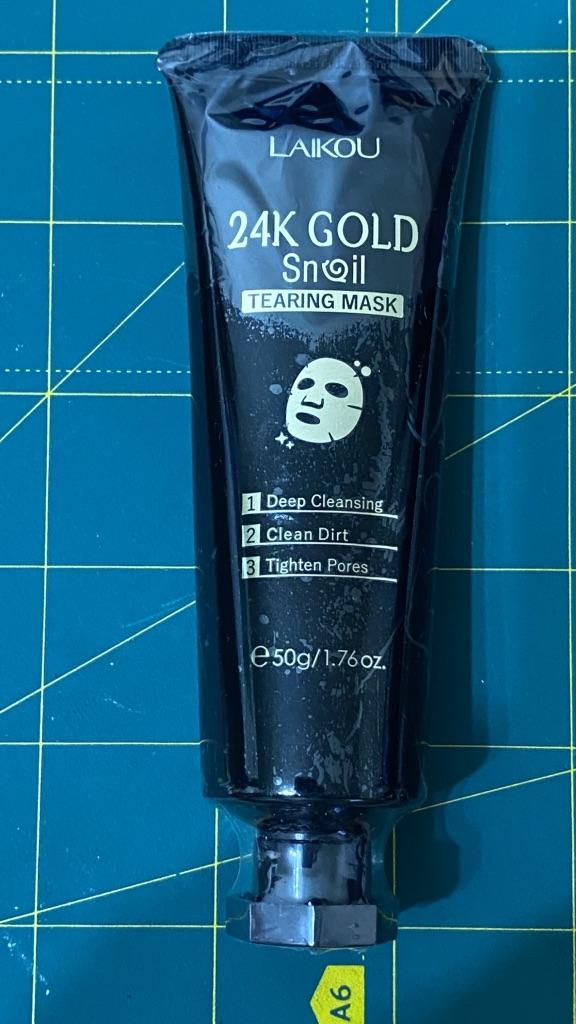 LAIKOU
24K GOLD
Snail
TEARING MASK
1 Deep Cleansing
2 Clean Dirt
3 Tighten Pores
℮50g/1.76oz.
A6